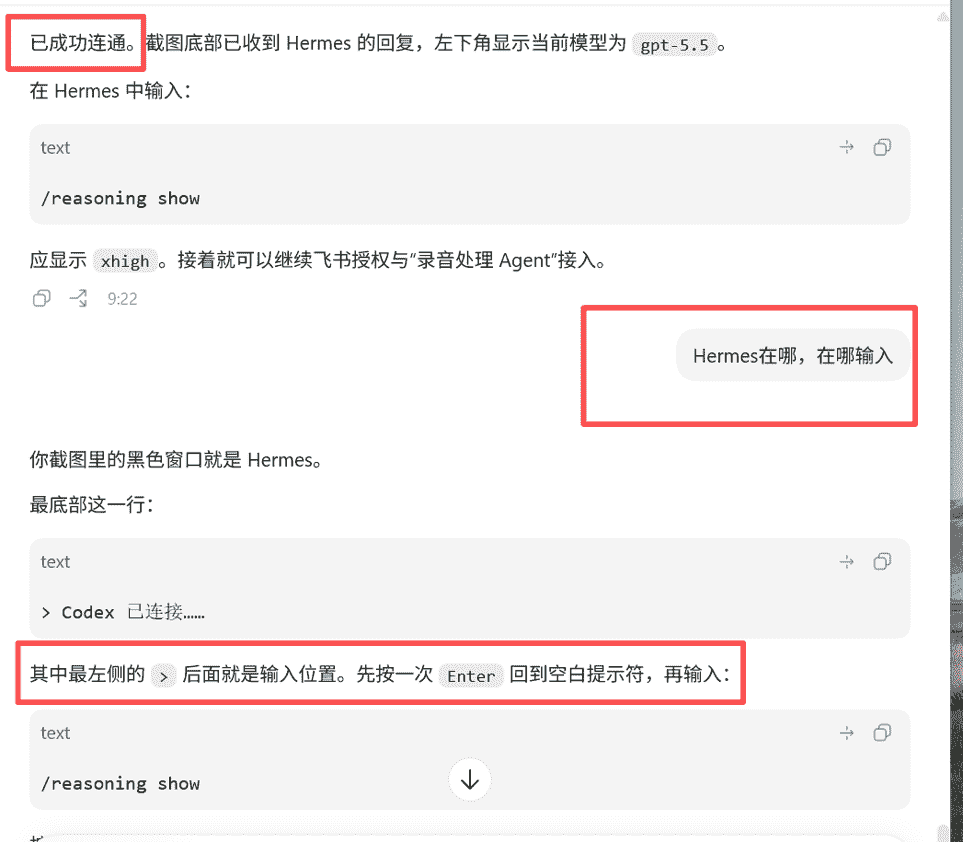 已成功连通。截图底部已收到 Hermes 的回复，左下角显示当前模型为 gpt-5.5 。
在 Hermes 中输入：
text
/reasoning show
应显示 xhigh 。接着就可以继续飞书授权与“录音处理 Agent”接入。
9:22
Hermes在哪，在哪输入
你截图里的黑色窗口就是 Hermes。
最底部这一行：
text
> Codex 已连接……
其中最左侧的 > 后面就是输入位置。先按一次 Enter 回到空白提示符，再输入：
text
/reasoning show